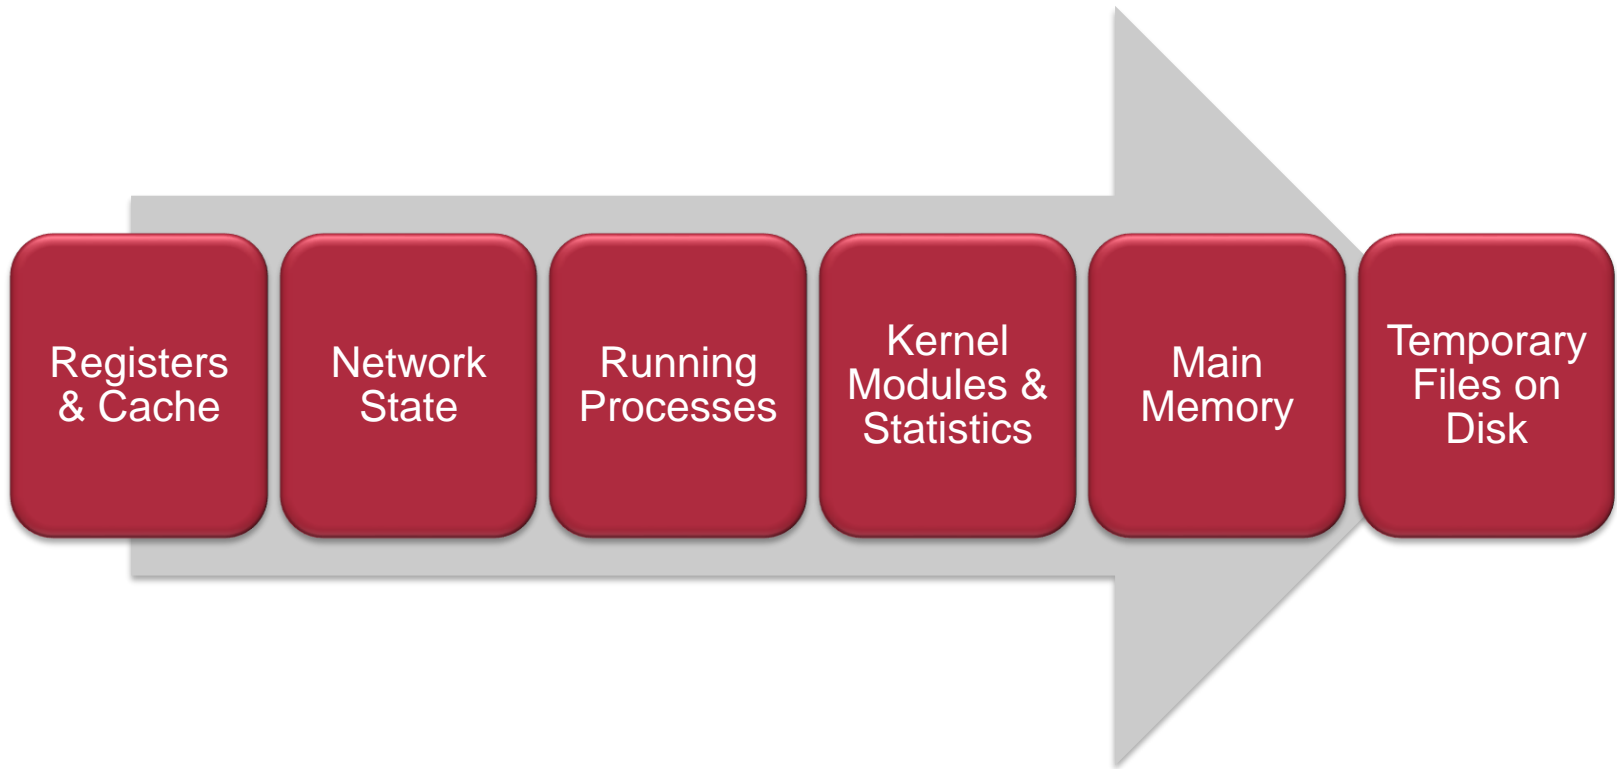 Registers
& Cache
Network
State
Running
Processes
Kernel
Modules &
Statistics
Main
Memory
Temporary
Files on
Disk